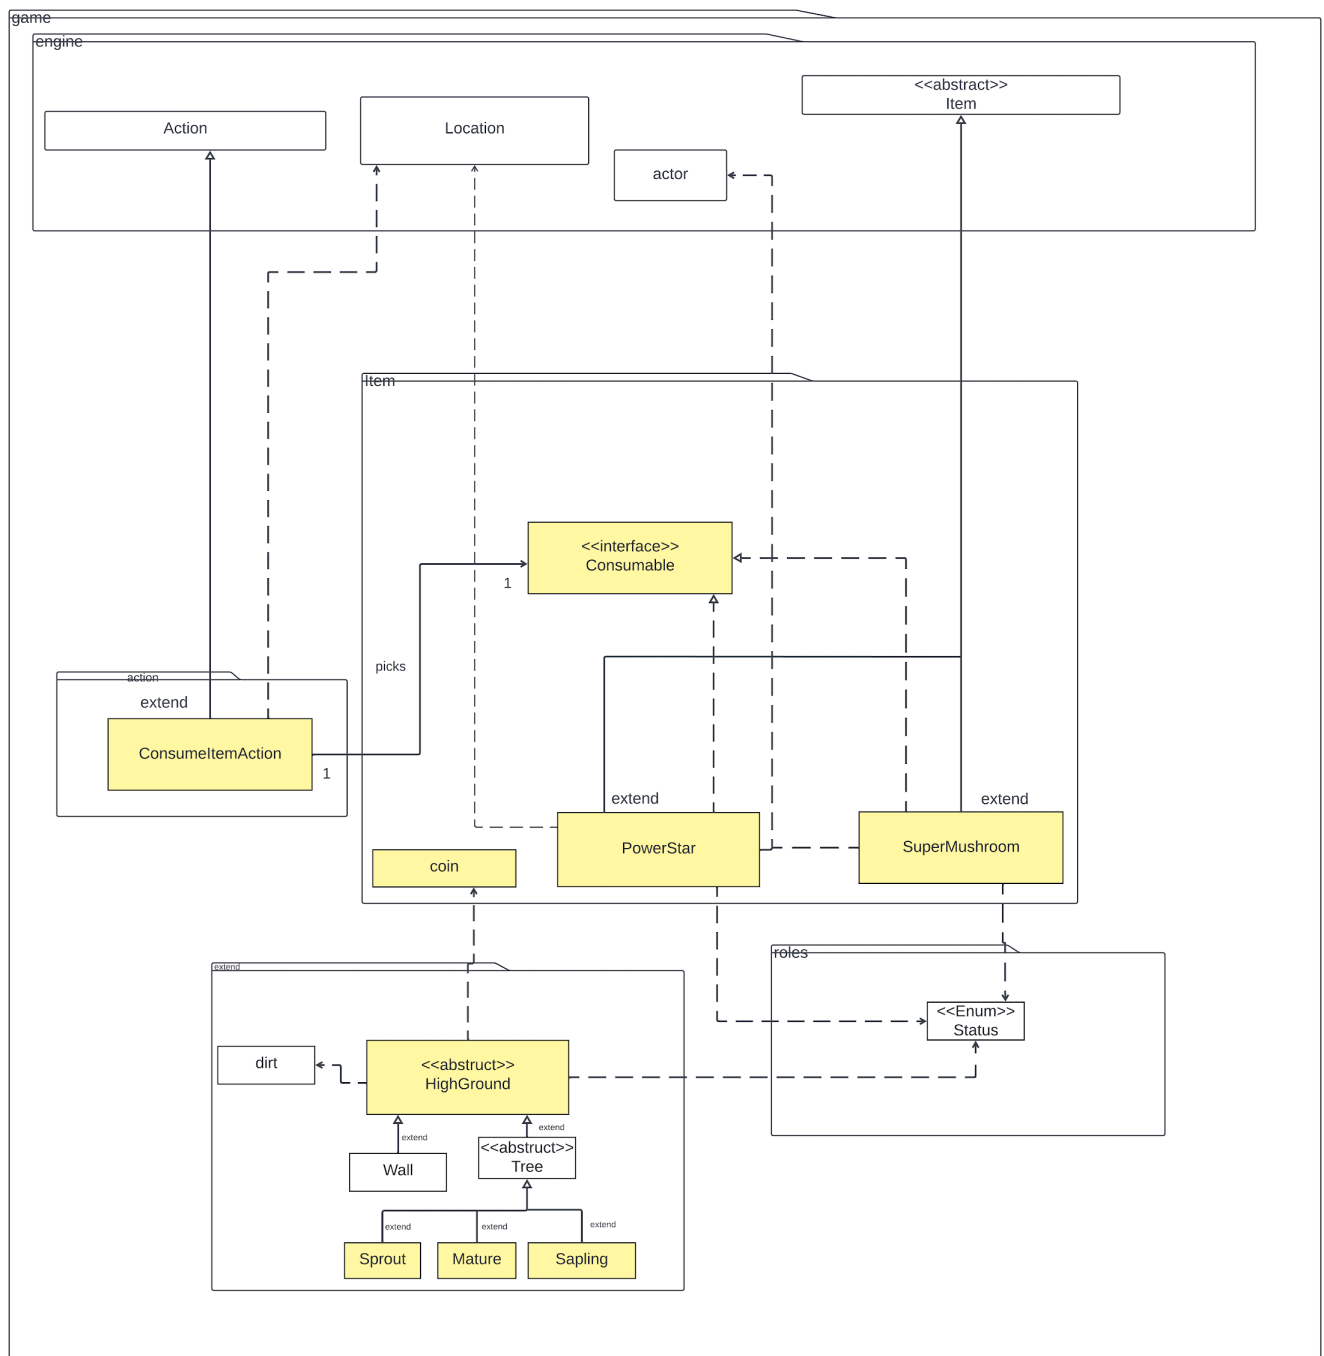 game
engine
<<abstract>>
Item
Action
Location
actor
Item
<<interface>>
Consumable
1
picks
action
extend
ConsumeItemAction
1
extend
extend
PowerStar
SuperMushroom
coin
roles
extend
<<Enum>>
Status
dirt
<<abstruct>>
HighGround
extend
extend
<<abstruct>>
Tree
Wall
extend
extend
extend
Sprout
Mature
Sapling